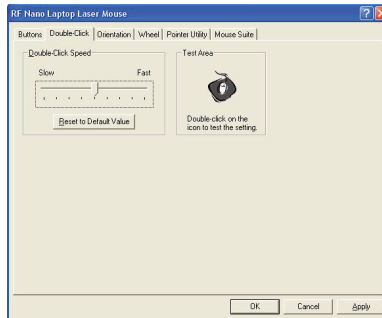 RF Nano Laptop Laser Mouse
Buttons Double-Click Orientation Wheel Pointer Utility Mouse Suite
Double-Click Speed
Slow Fast
Reset to Default Value
Test Area
Double-click on the
icon to test the setting.
OK Cancel Apply